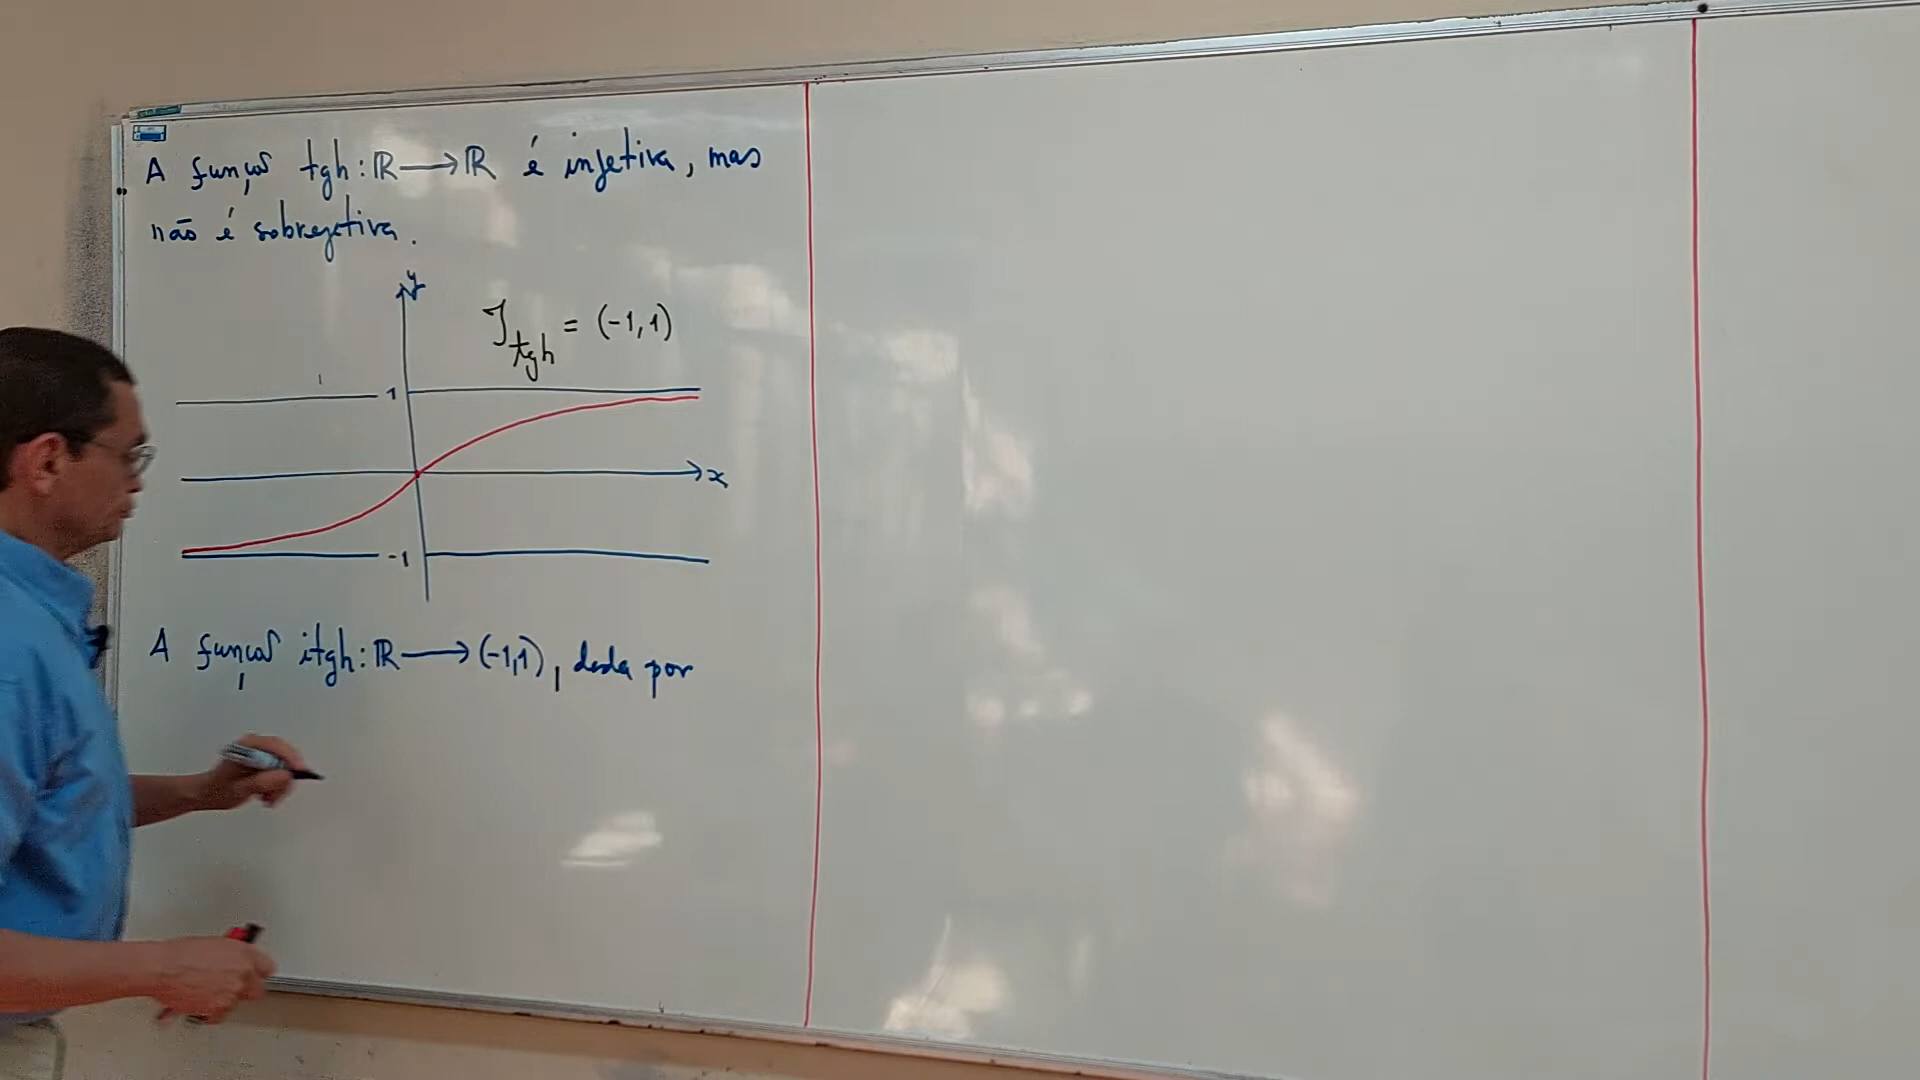 A função tgh: ℝ ⟶ ℝ é injetiva, mas
não é sobrejetiva.
y
ℑ_tgh = (-1,1)
1
x
-1
A função itgh: ℝ ⟶ (-1,1), dada por